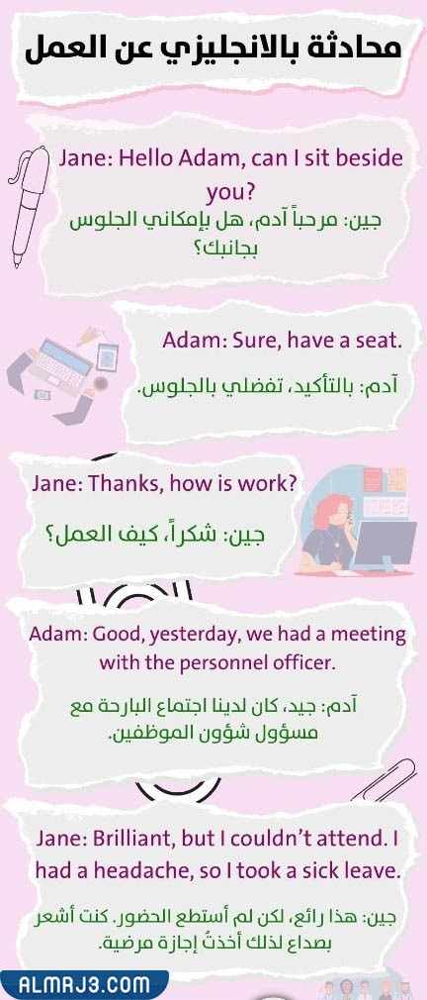 محادثة بالانجليزي عن العمل
Jane: Hello Adam, can I sit beside
you?
جين: مرحباً آدم، هل بإمكاني الجلوس
بجانبك؟
Adam: Sure, have a seat.
آدم: بالتأكيد، تفضلي بالجلوس.
Jane: Thanks, how is work?
جين: شكراً، كيف العمل؟
Adam: Good, yesterday, we had a meeting
with the personnel officer.
آدم: جيد، كان لدينا اجتماع البارحة مع
مسؤول شؤون الموظفين.
Jane: Brilliant, but I couldn’t attend. I
had a headache, so I took a sick leave.
جين: هذا رائع، لكن لم أستطع الحضور. كنت أشعر
بصداع لذلك أخذتُ إجازة مرضية.
ALMRJ3.COM